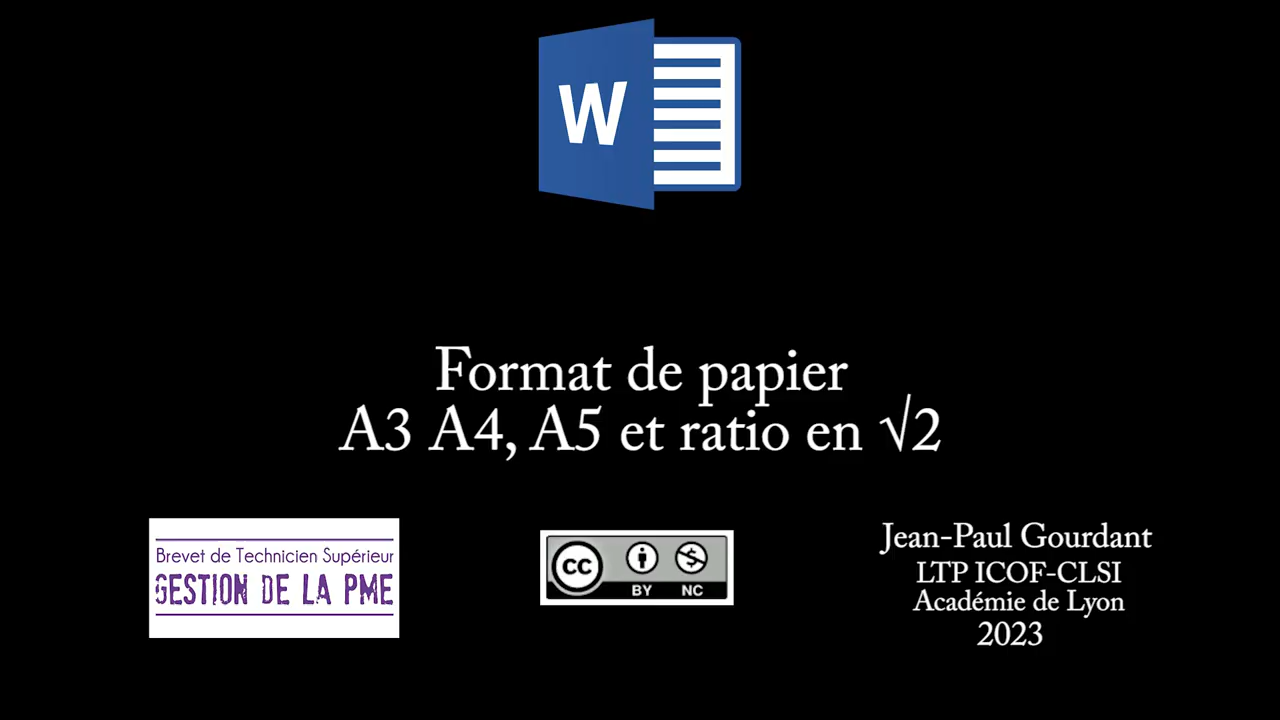 W
Format de papier
A3 A4, A5 et ratio en √2
Brevet de Technicien Supérieur
GESTION DE LA PME
CC
BY NC
Jean-Paul Gourdant
LTP ICOF-CLSI
Académie de Lyon
2023